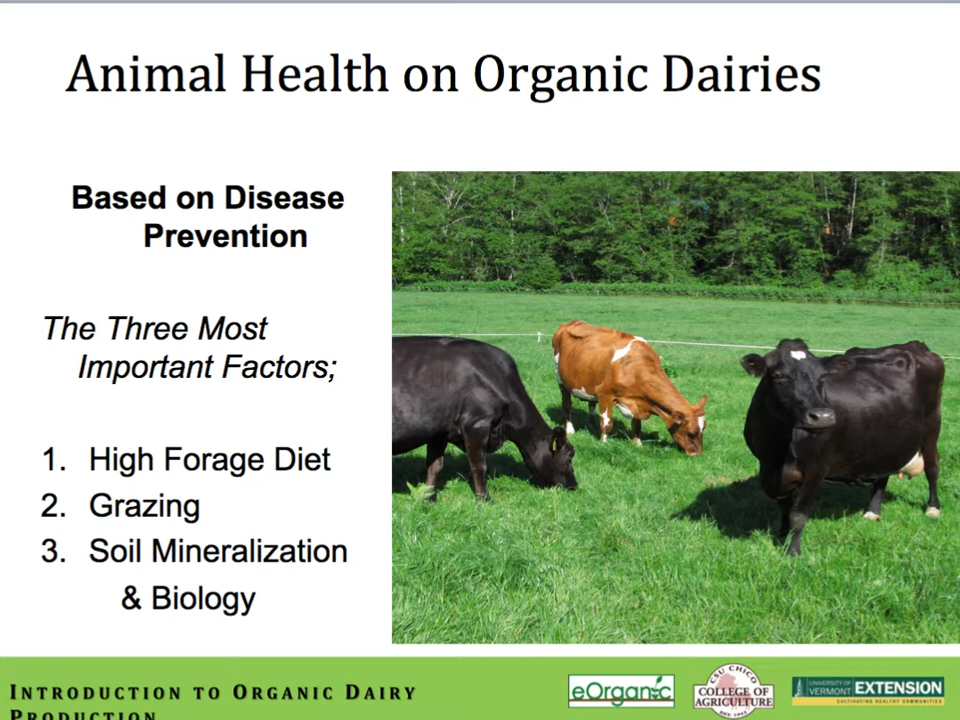 Animal Health on Organic Dairies
Based on Disease
Prevention
The Three Most
Important Factors;
1. High Forage Diet
2. Grazing
3. Soil Mineralization
& Biology
INTRODUCTION TO ORGANIC DAIRY
PRODUCTION
eOrganic
CSU CHICO
COLLEGE OF
AGRICULTURE
UNIVERSITY OF
VERMONT EXTENSION
CULTIVATING HEALTHY COMMUNITIES